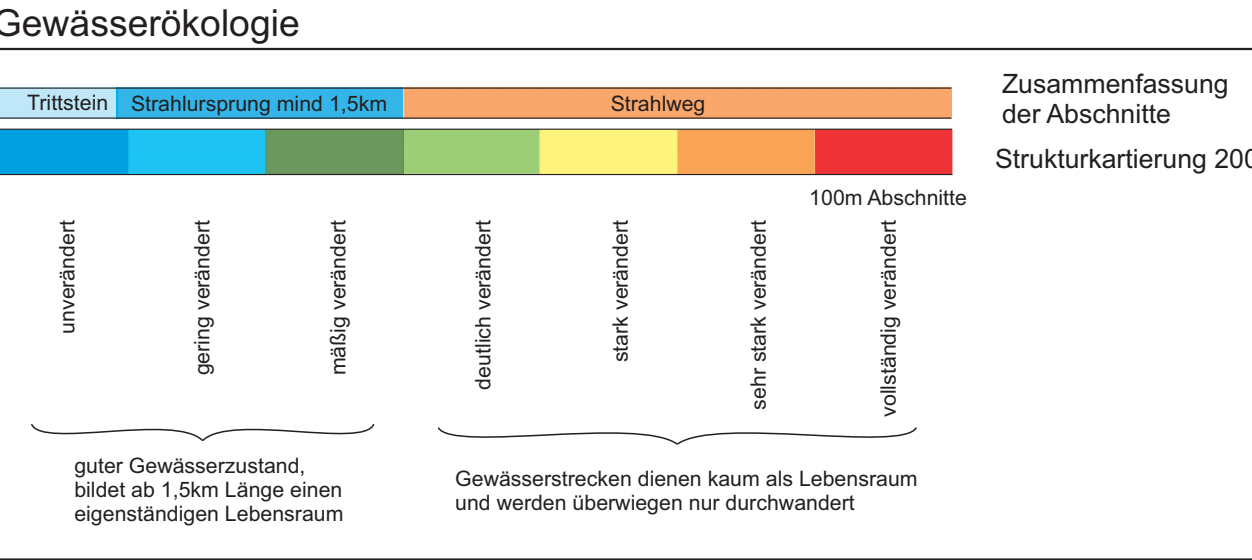 Gewässerökologie
Trittstein
Strahlursprung mind 1,5km
Strahlweg
Zusammenfassung
der Abschnitte
Strukturkartierung 200
100m Abschnitte
unverändert
gering verändert
mäßig verändert
deutlich verändert
stark verändert
sehr stark verändert
vollständig verändert
guter Gewässerzustand,
bildet ab 1,5km Länge einen
eigenständigen Lebensraum
Gewässerstrecken dienen kaum als Lebensraum
und werden überwiegen nur durchwandert